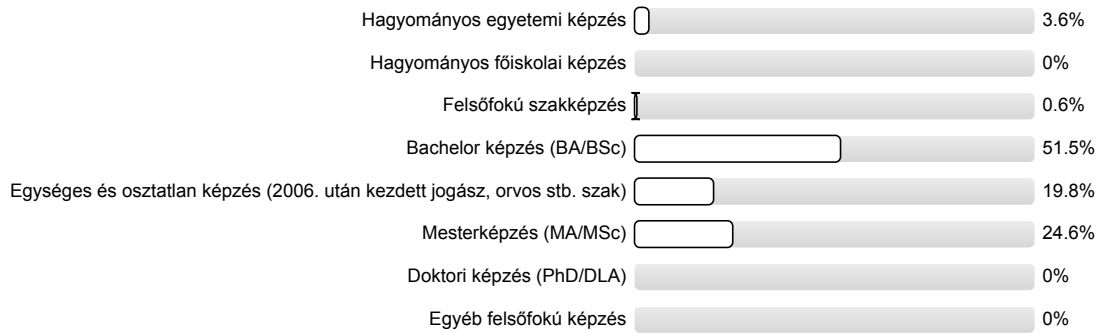 Hagyományos egyetemi képzés 3.6%
Hagyományos főiskolai képzés 0%
Felsőfokú szakképzés 0.6%
Bachelor képzés (BA/BSc) 51.5%
Egységes és osztatlan képzés (2006. után kezdett jogász, orvos stb. szak) 19.8%
Mesterképzés (MA/MSc) 24.6%
Doktori képzés (PhD/DLA) 0%
Egyéb felsőfokú képzés 0%